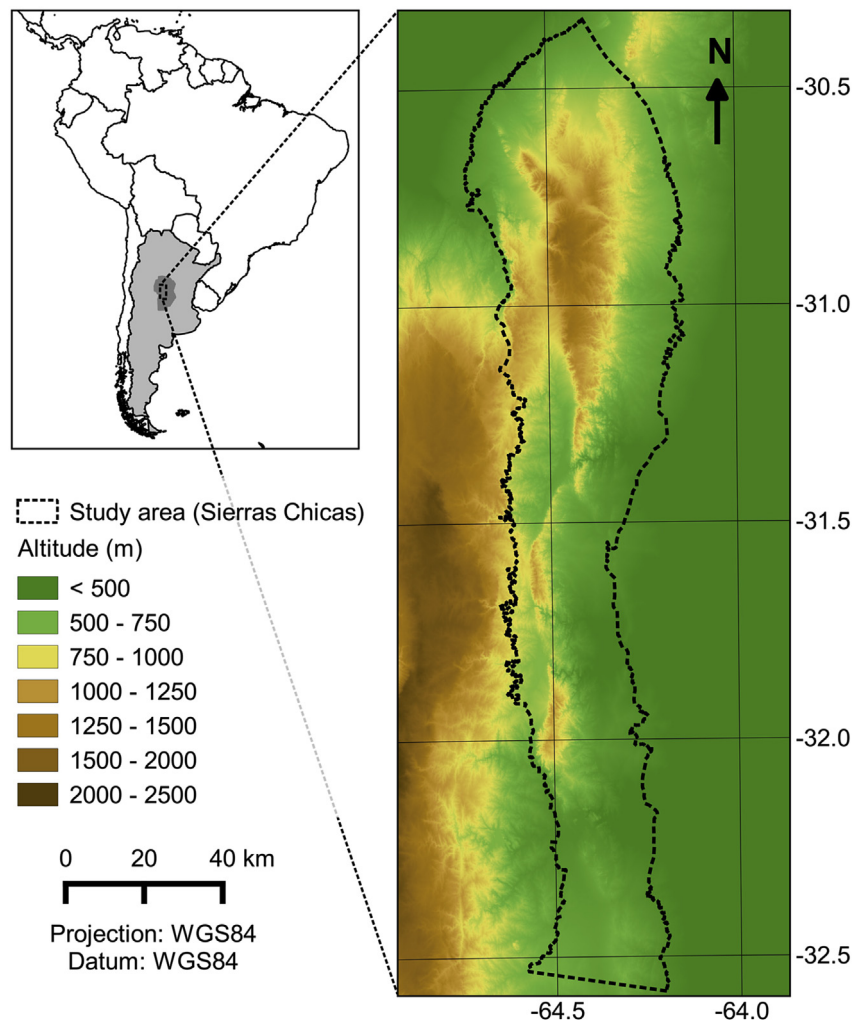 N
-30.5
-31.0
-31.5
-32.0
-32.5
-64.5
-64.0
Study area (Sierras Chicas)
Altitude (m)
< 500
500 - 750
750 - 1000
1000 - 1250
1250 - 1500
1500 - 2000
2000 - 2500
0 20 40 km
Projection: WGS84
Datum: WGS84